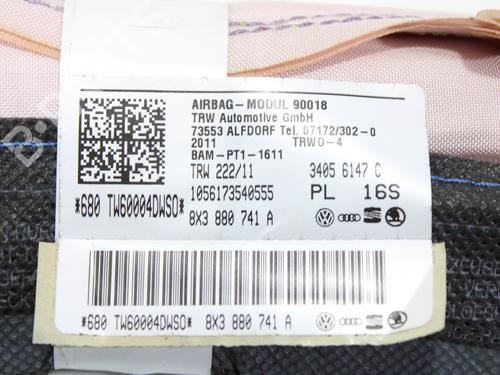 AIRBAG-MODUL 90018
TRW Automotive GmbH
73553 ALFDORF Tel. 07172/302-0
2011 TRWO-4
BAM-PT1-1611
TRW 222/11 3405 6147 C
1056173540555 PL 16S
*680 TW60004DWSO* 8X3 880 741 A
*680 TW60004DWSO* 8X3 880 741 A